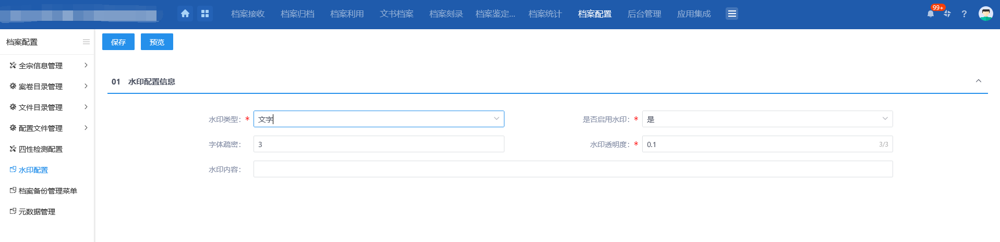 档案接收 档案归档 档案利用 文书档案 档案刻录 档案鉴定... 档案统计 档案配置 后台管理 应用集成 99+ ?
档案配置
保存 预览
全宗信息管理
案卷目录管理
文件目录管理
配置文件管理
四性检测配置
水印配置
档案备份管理菜单
元数据管理
01 水印配置信息
水印类型: * 文字 是否启用水印: * 是
字体疏密: 3 水印透明度: * 0.1 3/3
水印内容: